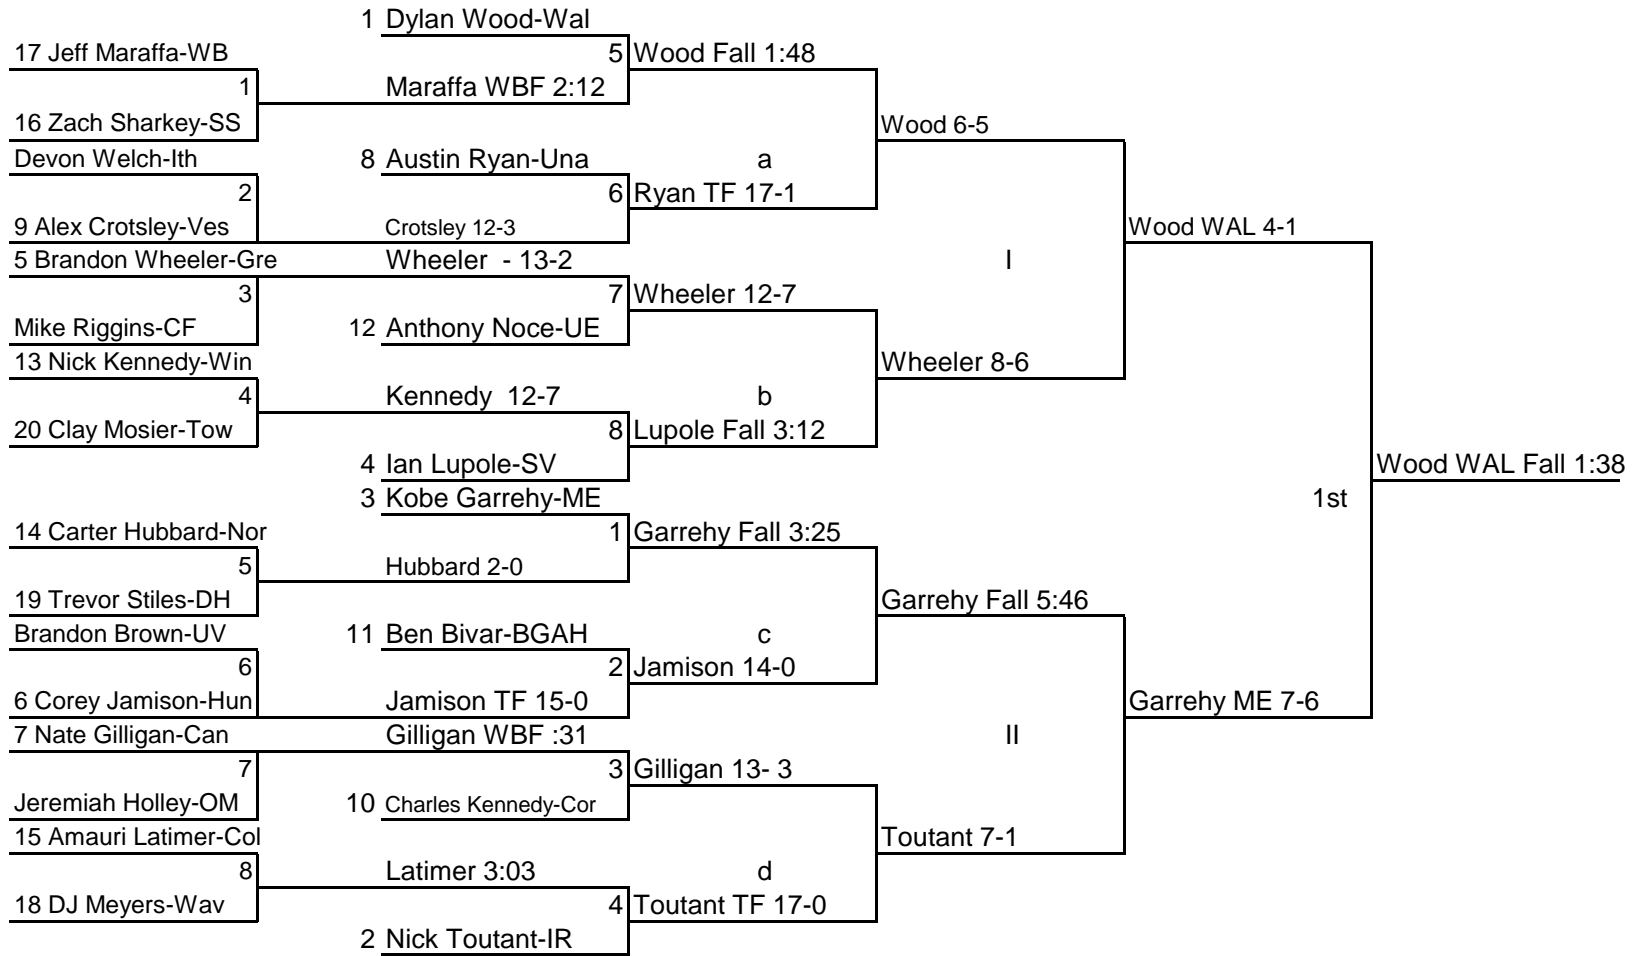 1 Dylan Wood-Wal
17 Jeff Maraffa-WB
5 Wood Fall 1:48
1 Maraffa WBF 2:12
16 Zach Sharkey-SS
Wood 6-5
Devon Welch-Ith
8 Austin Ryan-Una
a
2
6 Ryan TF 17-1
9 Alex Crotsley-Ves
Crotsley 12-3
Wood WAL 4-1
5 Brandon Wheeler-Gre
Wheeler - 13-2
I
3
7 Wheeler 12-7
Mike Riggins-CF
12 Anthony Noce-UE
13 Nick Kennedy-Win
Wheeler 8-6
4 Kennedy 12-7
b
20 Clay Mosier-Tow
8 Lupole Fall 3:12
4 Ian Lupole-SV
Wood WAL Fall 1:38
3 Kobe Garrehy-ME
1st
14 Carter Hubbard-Nor
1 Garrehy Fall 3:25
5 Hubbard 2-0
19 Trevor Stiles-DH
Garrehy Fall 5:46
Brandon Brown-UV
11 Ben Bivar-BGAH
c
6
2 Jamison 14-0
6 Corey Jamison-Hun
Jamison TF 15-0
Garrehy ME 7-6
7 Nate Gilligan-Can
Gilligan WBF :31
II
7
3 Gilligan 13- 3
Jeremiah Holley-OM
10 Charles Kennedy-Cor
15 Amauri Latimer-Col
Toutant 7-1
8 Latimer 3:03
d
18 DJ Meyers-Wav
4 Toutant TF 17-0
2 Nick Toutant-IR